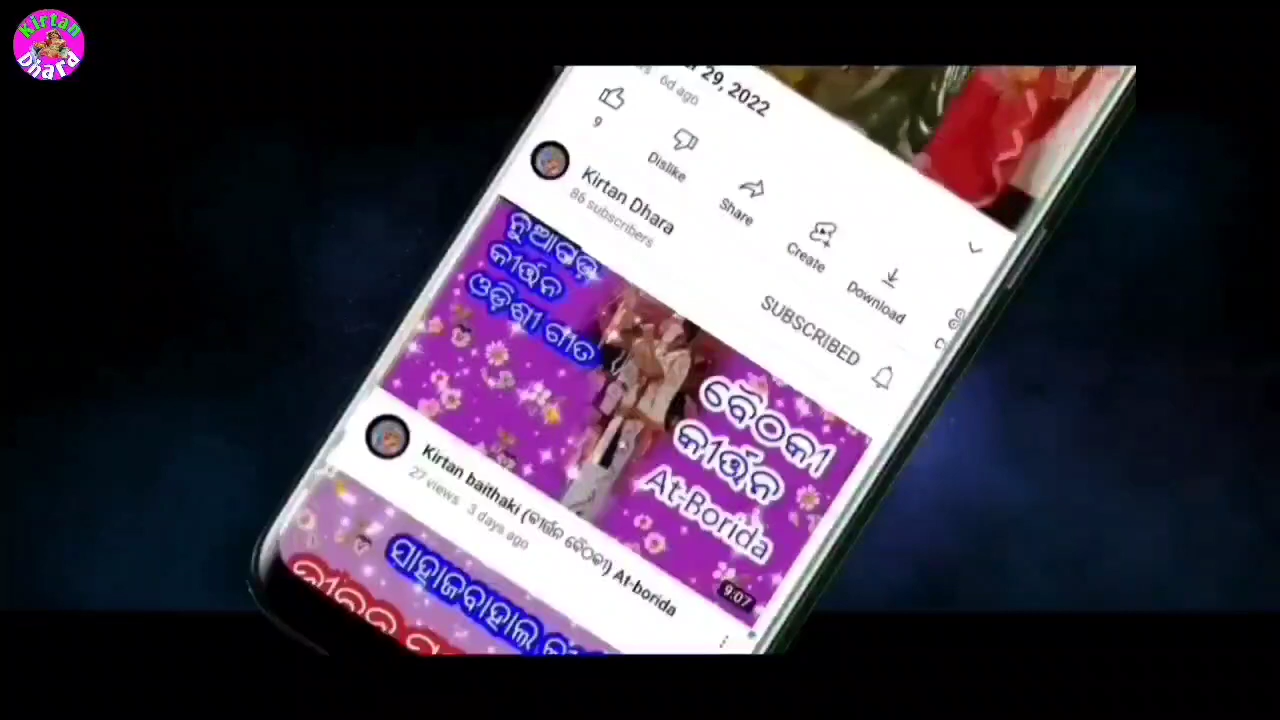 Kirtan
Dhara
29, 2022
6d ago
9
Dislike
Share
Create
Download
Kirtan Dhara
86 subscribers
SUBSCRIBED
କୀର୍ତ୍ତନ
ଓଡ଼ିଶୀ ଗୀତ
ବୈଠକୀ
କୀର୍ତ୍ତନ
At-Borida
9:07
Kirtan baithaki (କୀର୍ତ୍ତନ ବୈଠକୀ) At-borida
27 views · 3 days ago
ସାହାଜବାହାଲ